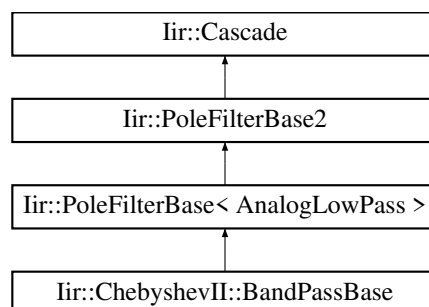 Iir::Cascade
Iir::PoleFilterBase2
Iir::PoleFilterBase< AnalogLowPass >
Iir::ChebyshevII::BandPassBase